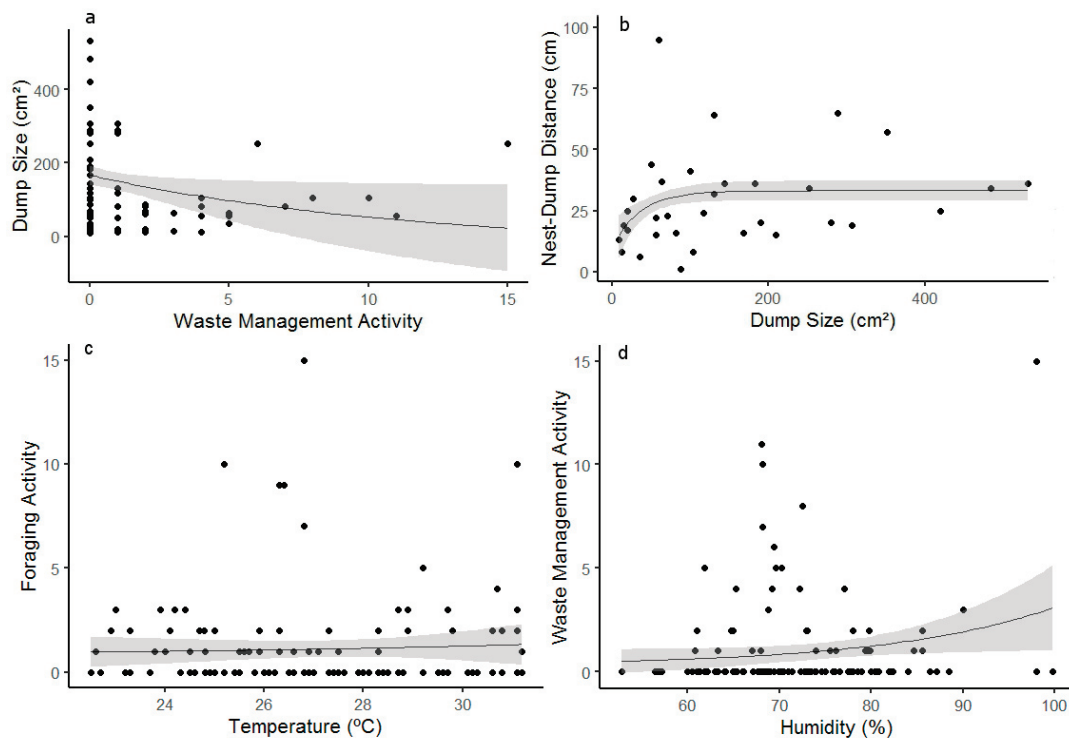 a
Dump Size (cm²)
400
200
0
0 5 10 15
Waste Management Activity
b
Nest-Dump Distance (cm)
100
75
50
25
0
0 200 400
Dump Size (cm²)
c
Foraging Activity
15
10
5
0
24 26 28 30
Temperature (ºC)
d
Waste Management Activity
15
10
5
0
60 70 80 90 100
Humidity (%)